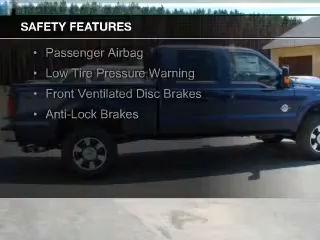 SAFETY FEATURES
• Passenger Airbag
• Low Tire Pressure Warning
• Front Ventilated Disc Brakes
• Anti-Lock Brakes